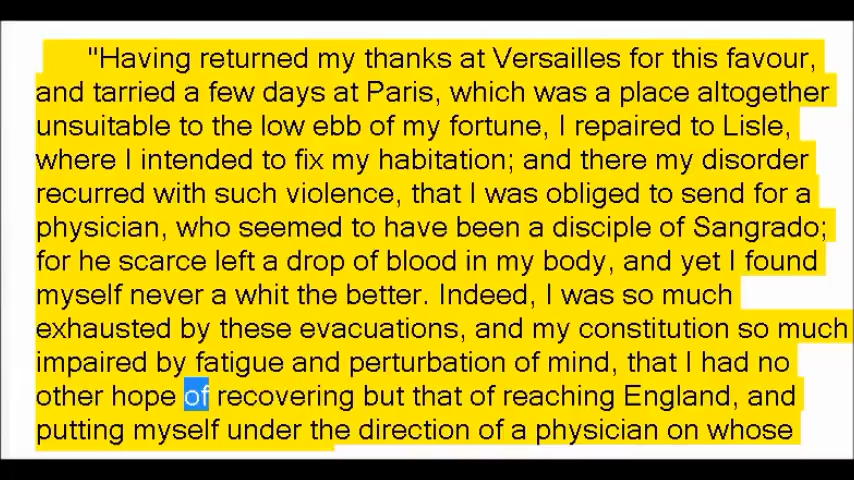 "Having returned my thanks at Versailles for this favour,
and tarried a few days at Paris, which was a place altogether
unsuitable to the low ebb of my fortune, I repaired to Lisle,
where I intended to fix my habitation; and there my disorder
recurred with such violence, that I was obliged to send for a
physician, who seemed to have been a disciple of Sangrado;
for he scarce left a drop of blood in my body, and yet I found
myself never a whit the better. Indeed, I was so much
exhausted by these evacuations, and my constitution so much
impaired by fatigue and perturbation of mind, that I had no
other hope of recovering but that of reaching England, and
putting myself under the direction of a physician on whose